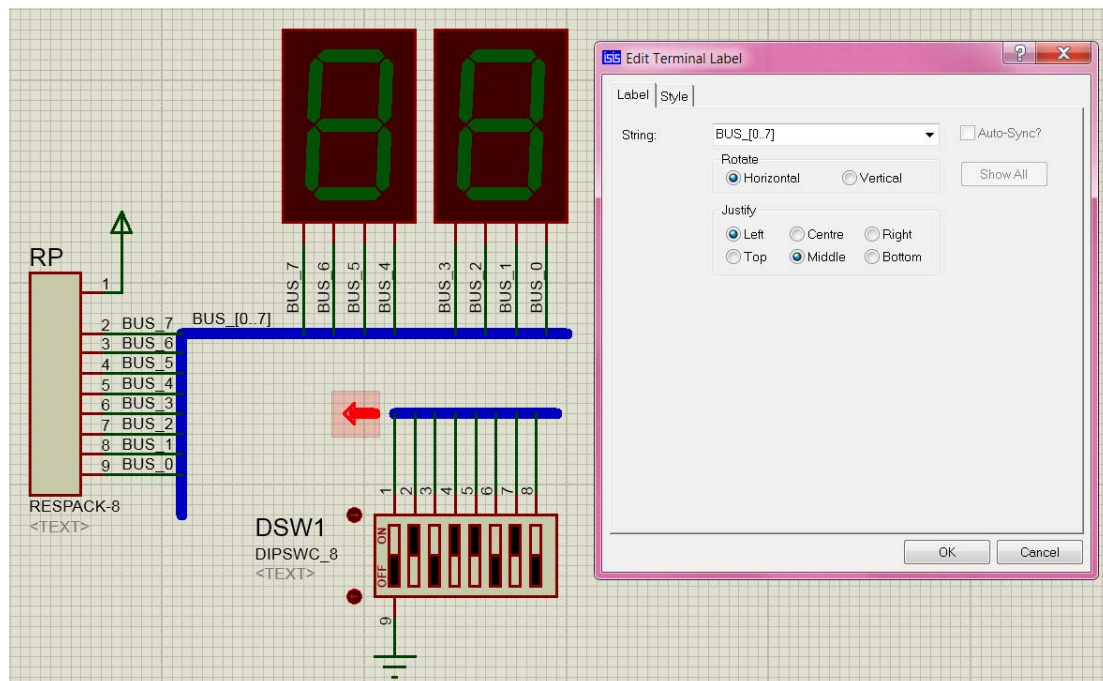 ISIS Edit Terminal Label
Label Style
String: BUS_[0..7] Auto-Sync?
Rotate
Horizontal Vertical Show All
Justify
Left Centre Right
Top Middle Bottom
OK Cancel
RP
1
2 BUS_7
3 BUS_6
4 BUS_5
5 BUS_4
6 BUS_3
7 BUS_2
8 BUS_1
9 BUS_0
RESPACK-8
<TEXT>
BUS_[0..7]
BUS_7
BUS_6
BUS_5
BUS_4
BUS_3
BUS_2
BUS_1
BUS_0
1 2 3 4 5 6 7 8
DSW1
DIPSWC_8
<TEXT>
ON
OFF
9